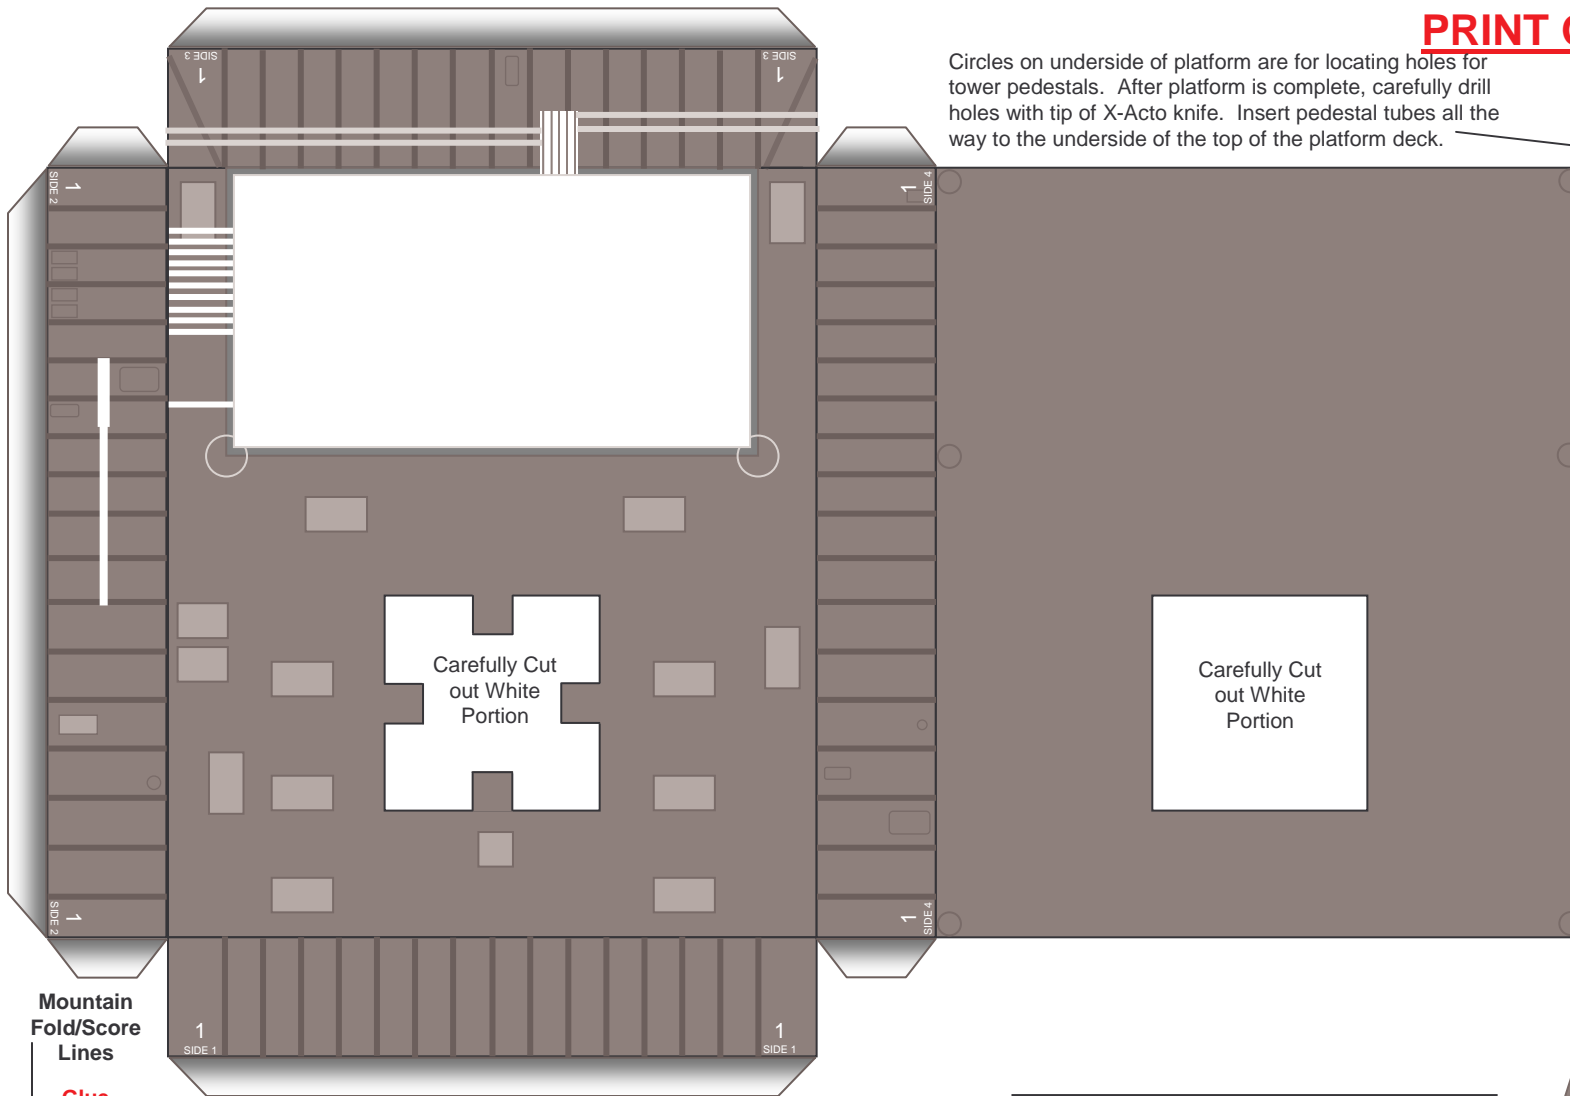 PRINT
Circles on underside of platform are for locating holes for
tower pedestals. After platform is complete, carefully drill
holes with tip of X-Acto knife. Insert pedestal tubes all the
way to the underside of the top of the platform deck.
SIDE 3
1
SIDE 3
1
SIDE 2
1
1
SIDE 4
Carefully Cut
out White
Portion
Carefully Cut
out White
Portion
SIDE 2
1
1
SIDE 4
1
SIDE 1
1
SIDE 1
Mountain
Fold/Score
Lines
Glue